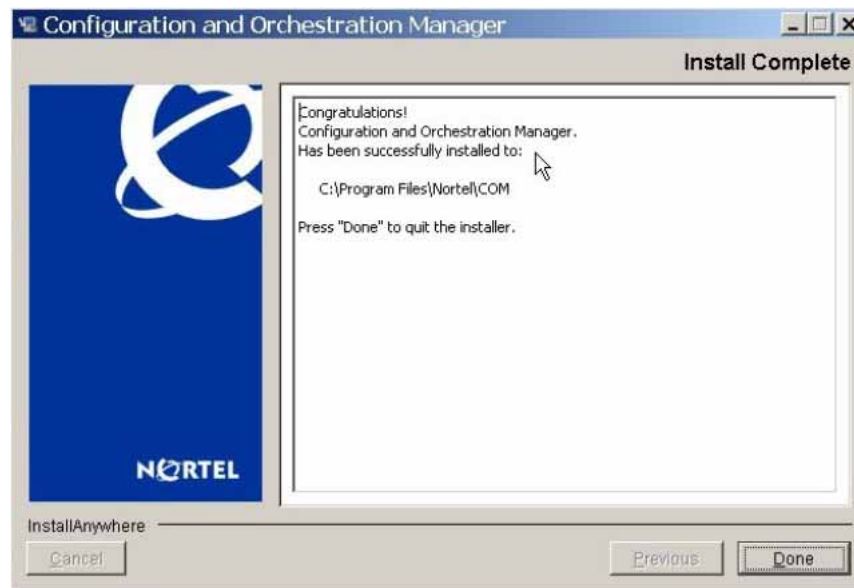 Configuration and Orchestration Manager
Install Complete
Congratulations!
Configuration and Orchestration Manager.
Has been successfully installed to:
C:\Program Files\Nortel\COM
Press "Done" to quit the installer.
NORTEL
InstallAnywhere
Cancel
Previous
Done